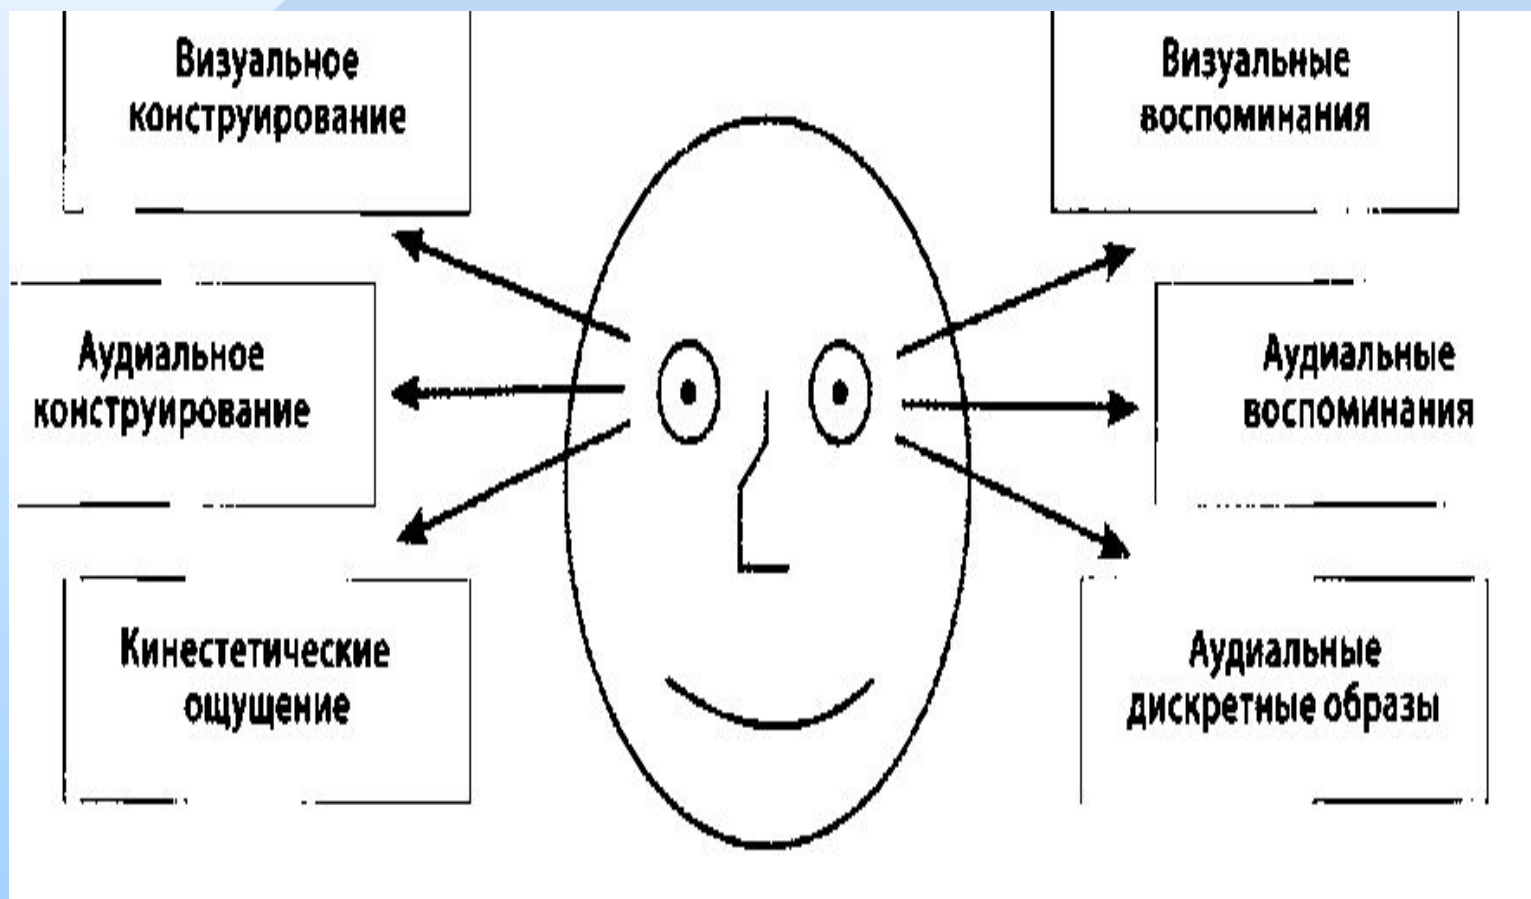 Визуальное
конструирование
Визуальные
воспоминания
Аудиальное
конструирование
Аудиальные
воспоминания
Кинестетические
ощущение
Аудиальные
дискретные образы